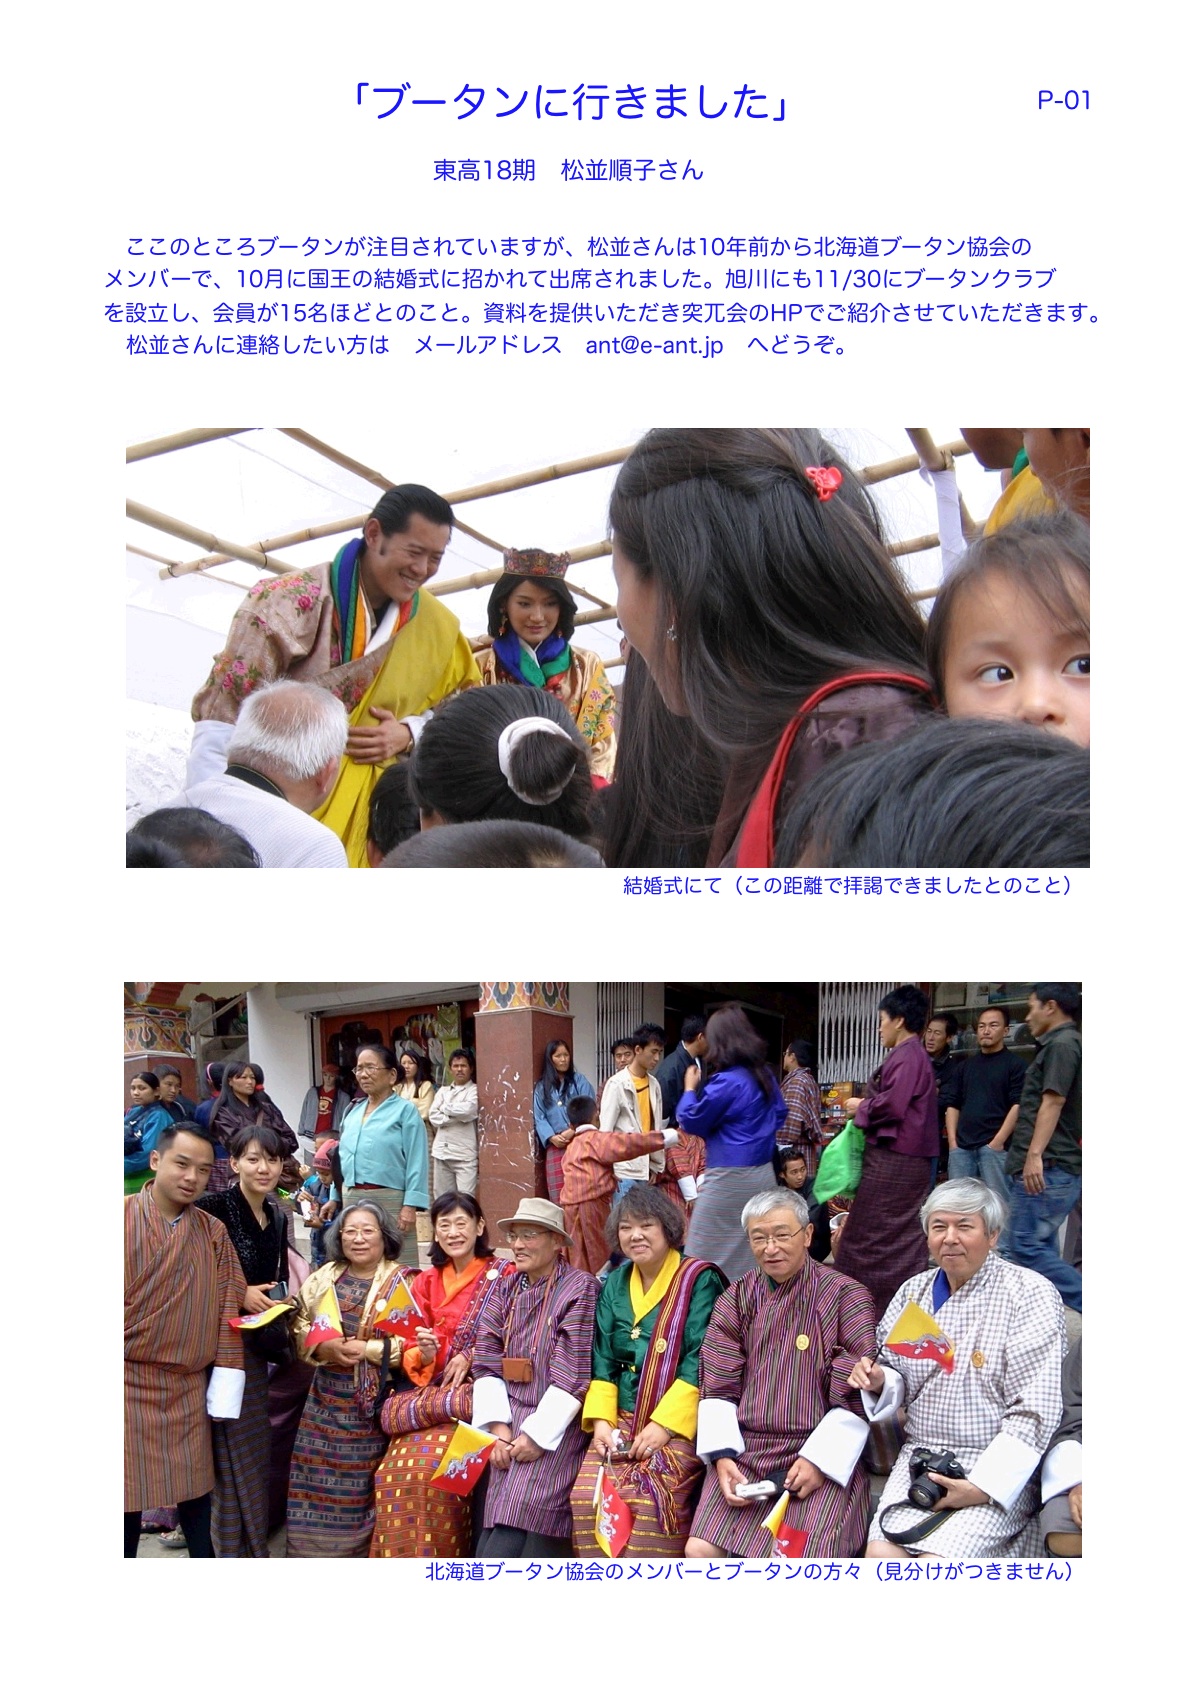 「ブータンに行きました」
P-01
東高18期　松並順子さん
ここのところブータンが注目されていますが、松並さんは10年前から北海道ブータン協会の
メンバーで、10月に国王の結婚式に招かれて出席されました。旭川にも11/30にブータンクラブ
を設立し、会員が15名ほどとのこと。資料を提供いただき突兀会のHPでご紹介させていただきます。
松並さんに連絡したい方は　メールアドレス　ant@e-ant.jp　へどうぞ。
結婚式にて（この距離で拝謁できましたとのこと）
北海道ブータン協会のメンバーとブータンの方々（見分けがつきません）